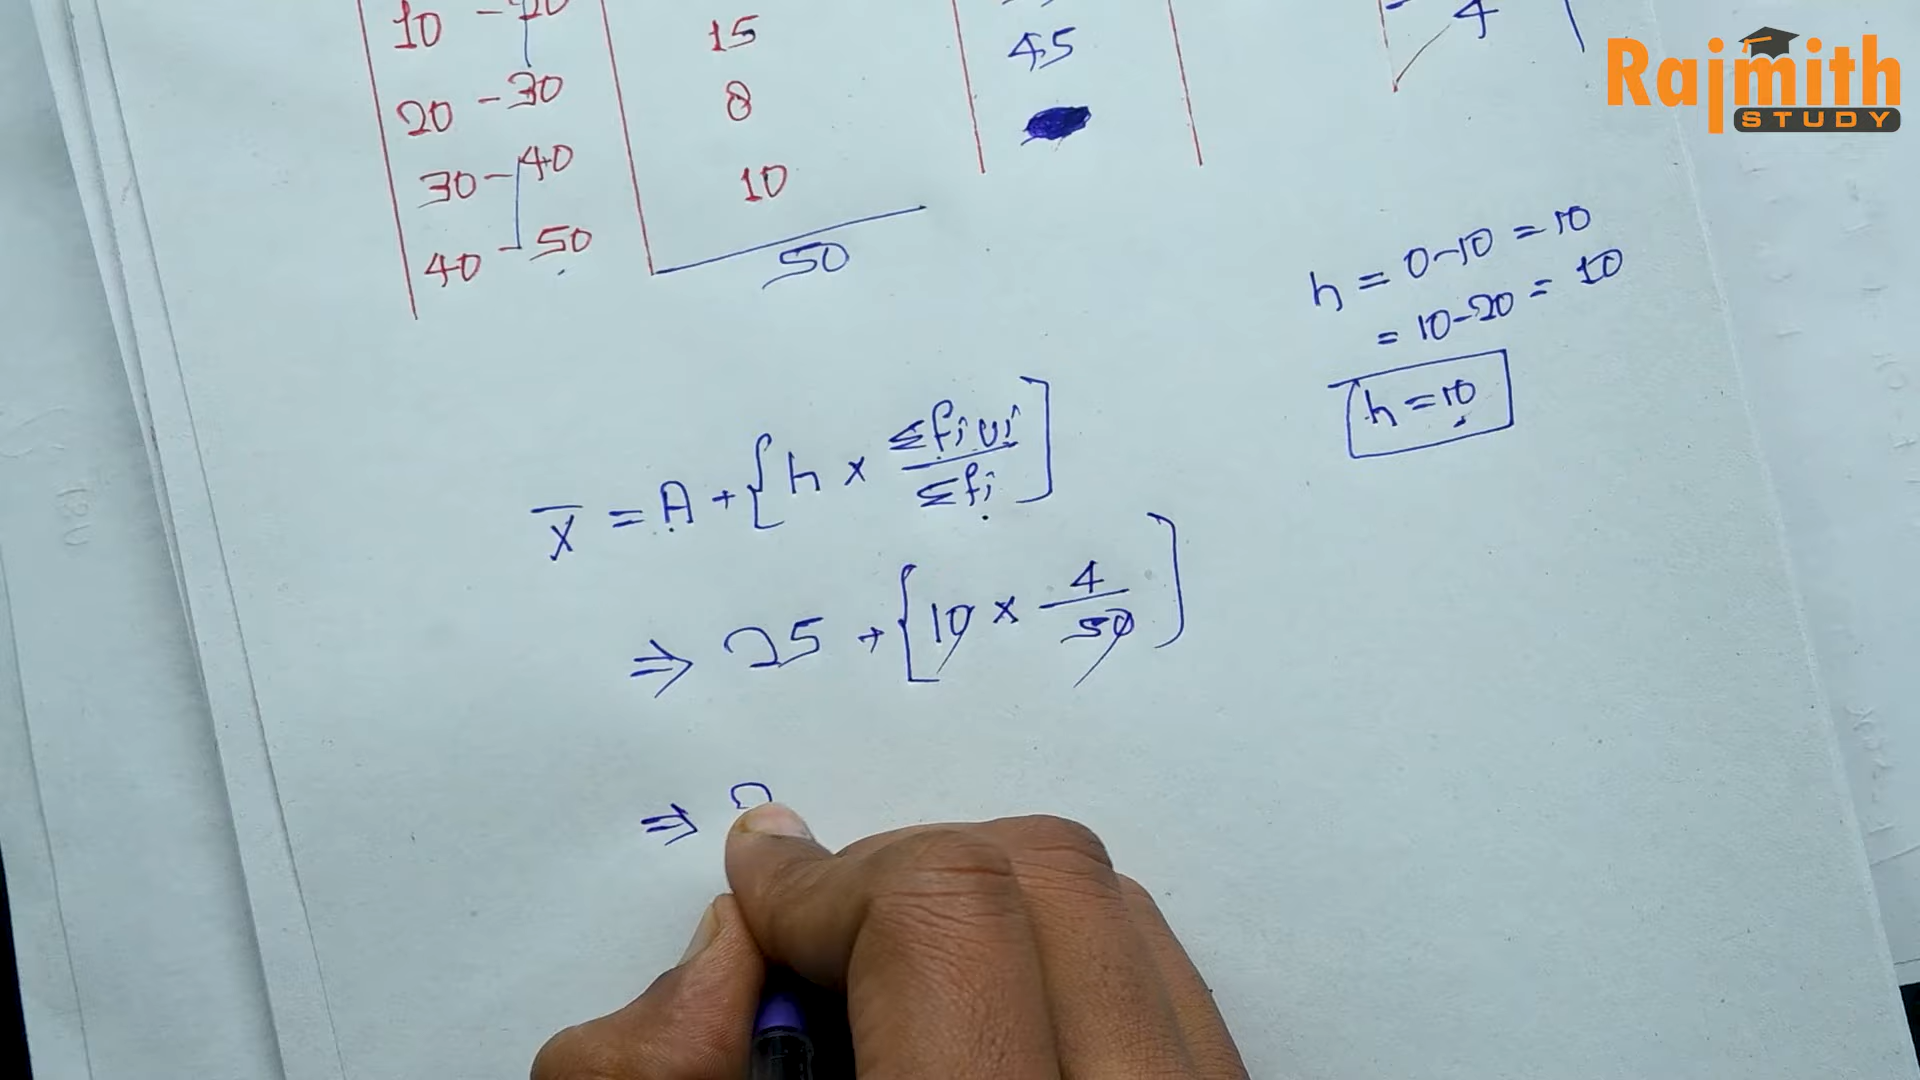 10 - 20 15 45 4
20 - 30 8
30 - 40 10
40 - 50
50
h = 0-10 = 10
= 10-20 = 10
h = 10
x̄ = A + { h × Σfiui / Σfi ]
⇒ 25 + { 10 × 4 / 50 ]
⇒
Rajmith
STUDY